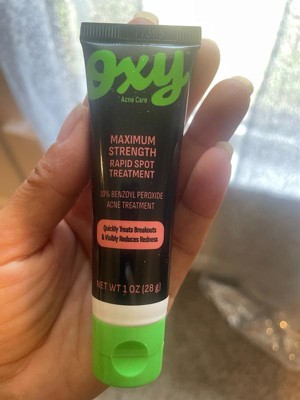 Oxy
Acne Care
MAXIMUM
STRENGTH
RAPID SPOT
TREATMENT
10% BENZOYL PEROXIDE
ACNE TREATMENT
Quickly Treats Breakouts
& Visibly Reduces Redness
NET WT 1 OZ (28 g)